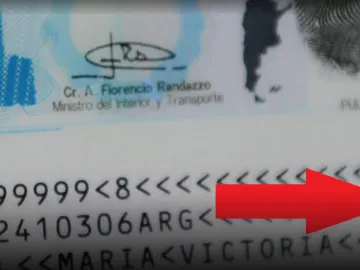 Cr. A. Florencio Randazzo
Ministro del Interior y Transporte
99999<8<<<<<<<<<<<<<
2410306ARG<
<<MARIA<VICTORIA<<